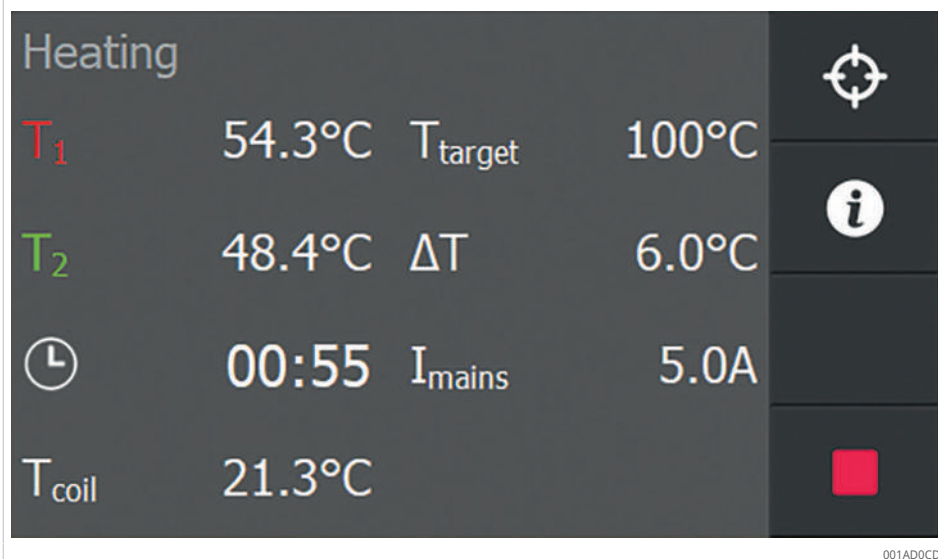 Heating
T1 54.3°C Ttarget 100°C
T2 48.4°C ΔT 6.0°C
00:55 Imains 5.0A
Tcoil 21.3°C
i
001AD0CD